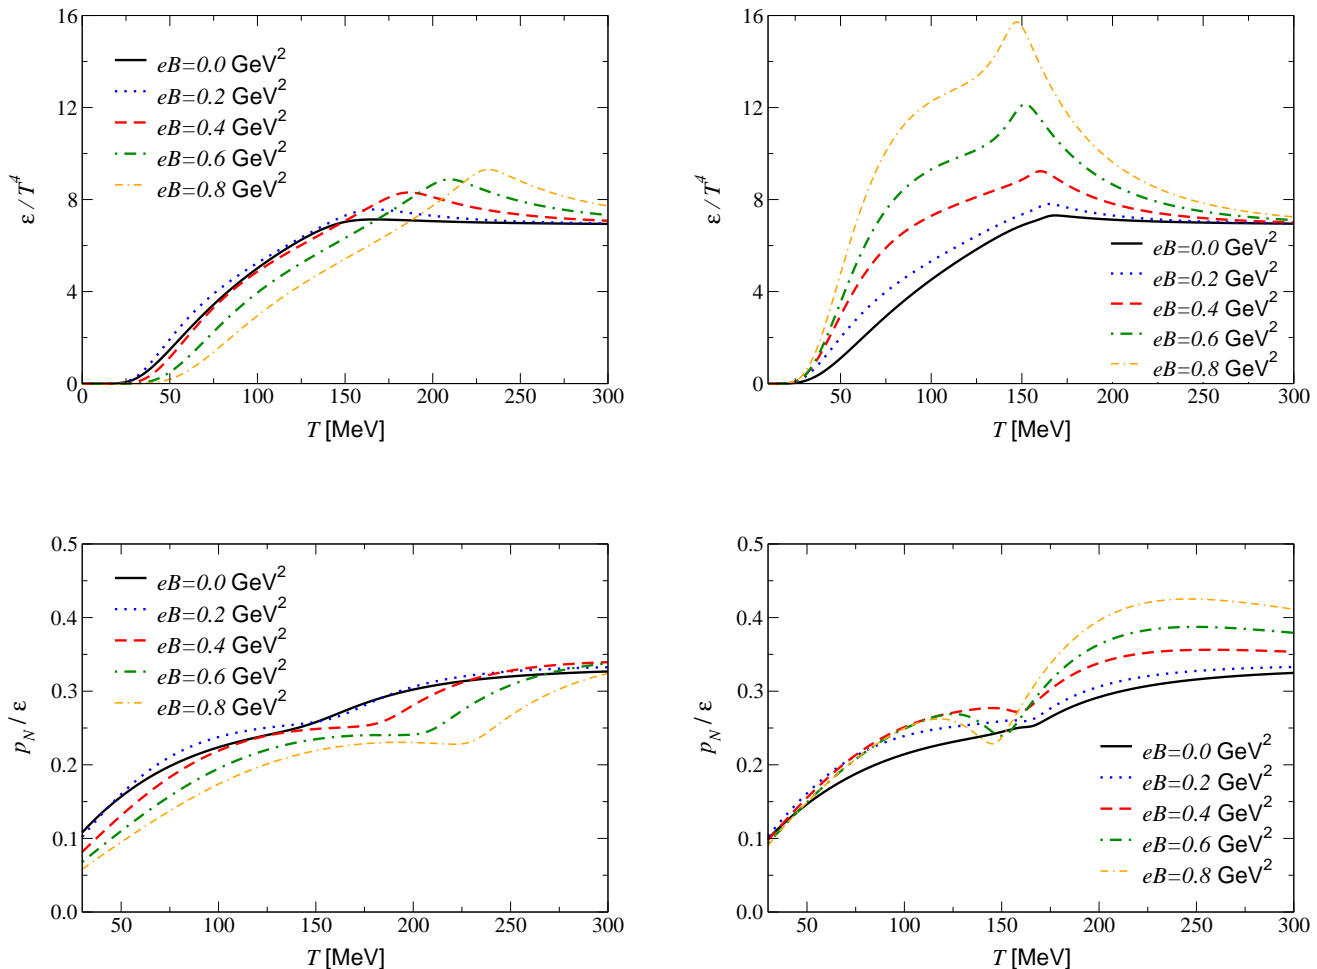 16
12
8
4
0
ε / T⁴
eB=0.0 GeV²
eB=0.2 GeV²
eB=0.4 GeV²
eB=0.6 GeV²
eB=0.8 GeV²
0 50 100 150 200 250 300
T [MeV]
16
12
8
4
0
ε / T⁴
eB=0.0 GeV²
eB=0.2 GeV²
eB=0.4 GeV²
eB=0.6 GeV²
eB=0.8 GeV²
50 100 150 200 250 300
T [MeV]
0.5
0.4
0.3
0.2
0.1
0.0
p_N / ε
eB=0.0 GeV²
eB=0.2 GeV²
eB=0.4 GeV²
eB=0.6 GeV²
eB=0.8 GeV²
50 100 150 200 250 300
T [MeV]
0.5
0.4
0.3
0.2
0.1
0.0
p_N / ε
eB=0.0 GeV²
eB=0.2 GeV²
eB=0.4 GeV²
eB=0.6 GeV²
eB=0.8 GeV²
50 100 150 200 250 300
T [MeV]